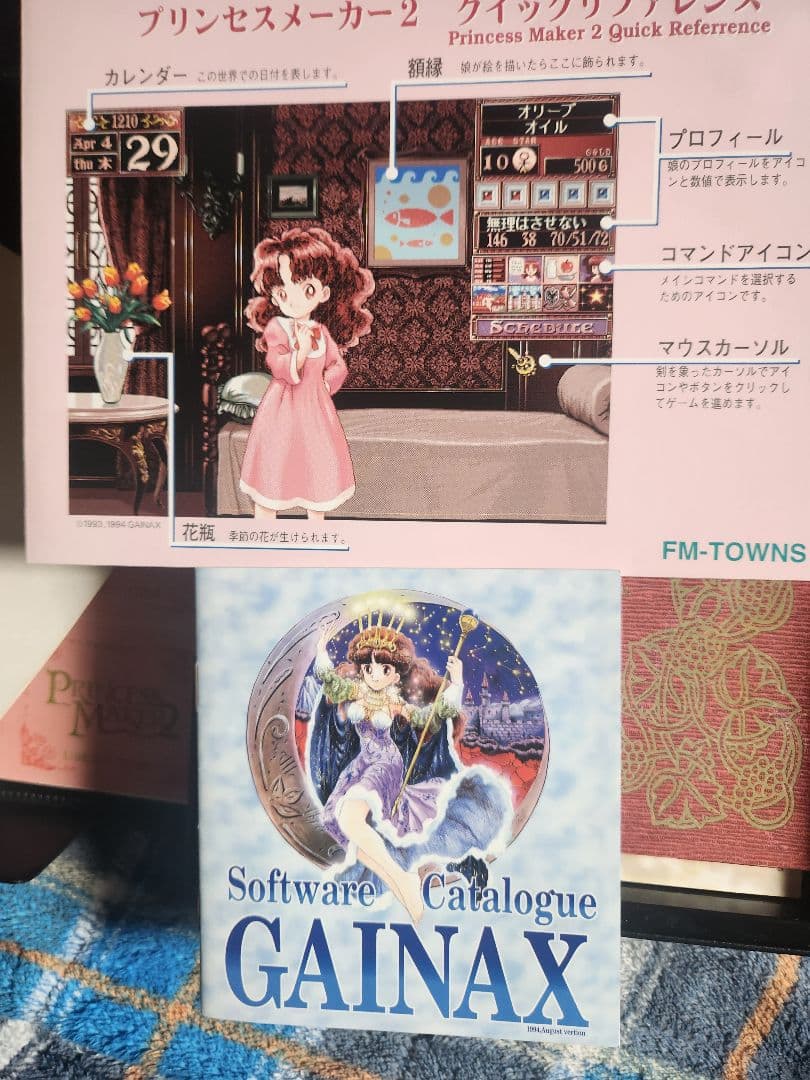 プリンセスメーカー2 クイックリファレンス
Princess Maker 2 Quick Referrence
カレンダー この世界での日付を表します。
額縁 娘が絵を描いたらここに飾られます。
1210
Apr 4
thu 木
29
オリーブ
オイル
AGE STAR
GOLD
10
500G
無理はさせない
146 38 70/51/72
SCHEDULE
プロフィール
娘のプロフィールをアイコ
ンと数値で表示します。
コマンドアイコン
メインコマンドを選択する
ためのアイコンです。
マウスカーソル
剣を象ったカーソルでアイ
コンやボタンをクリックし
てゲームを進めます。
©1993,1994 GAINAX
花瓶 季節の花が生けられます。
FM-TOWNS
PRINCESS
MAKER 2
Software Catalogue
GAINAX
1994.August vertion